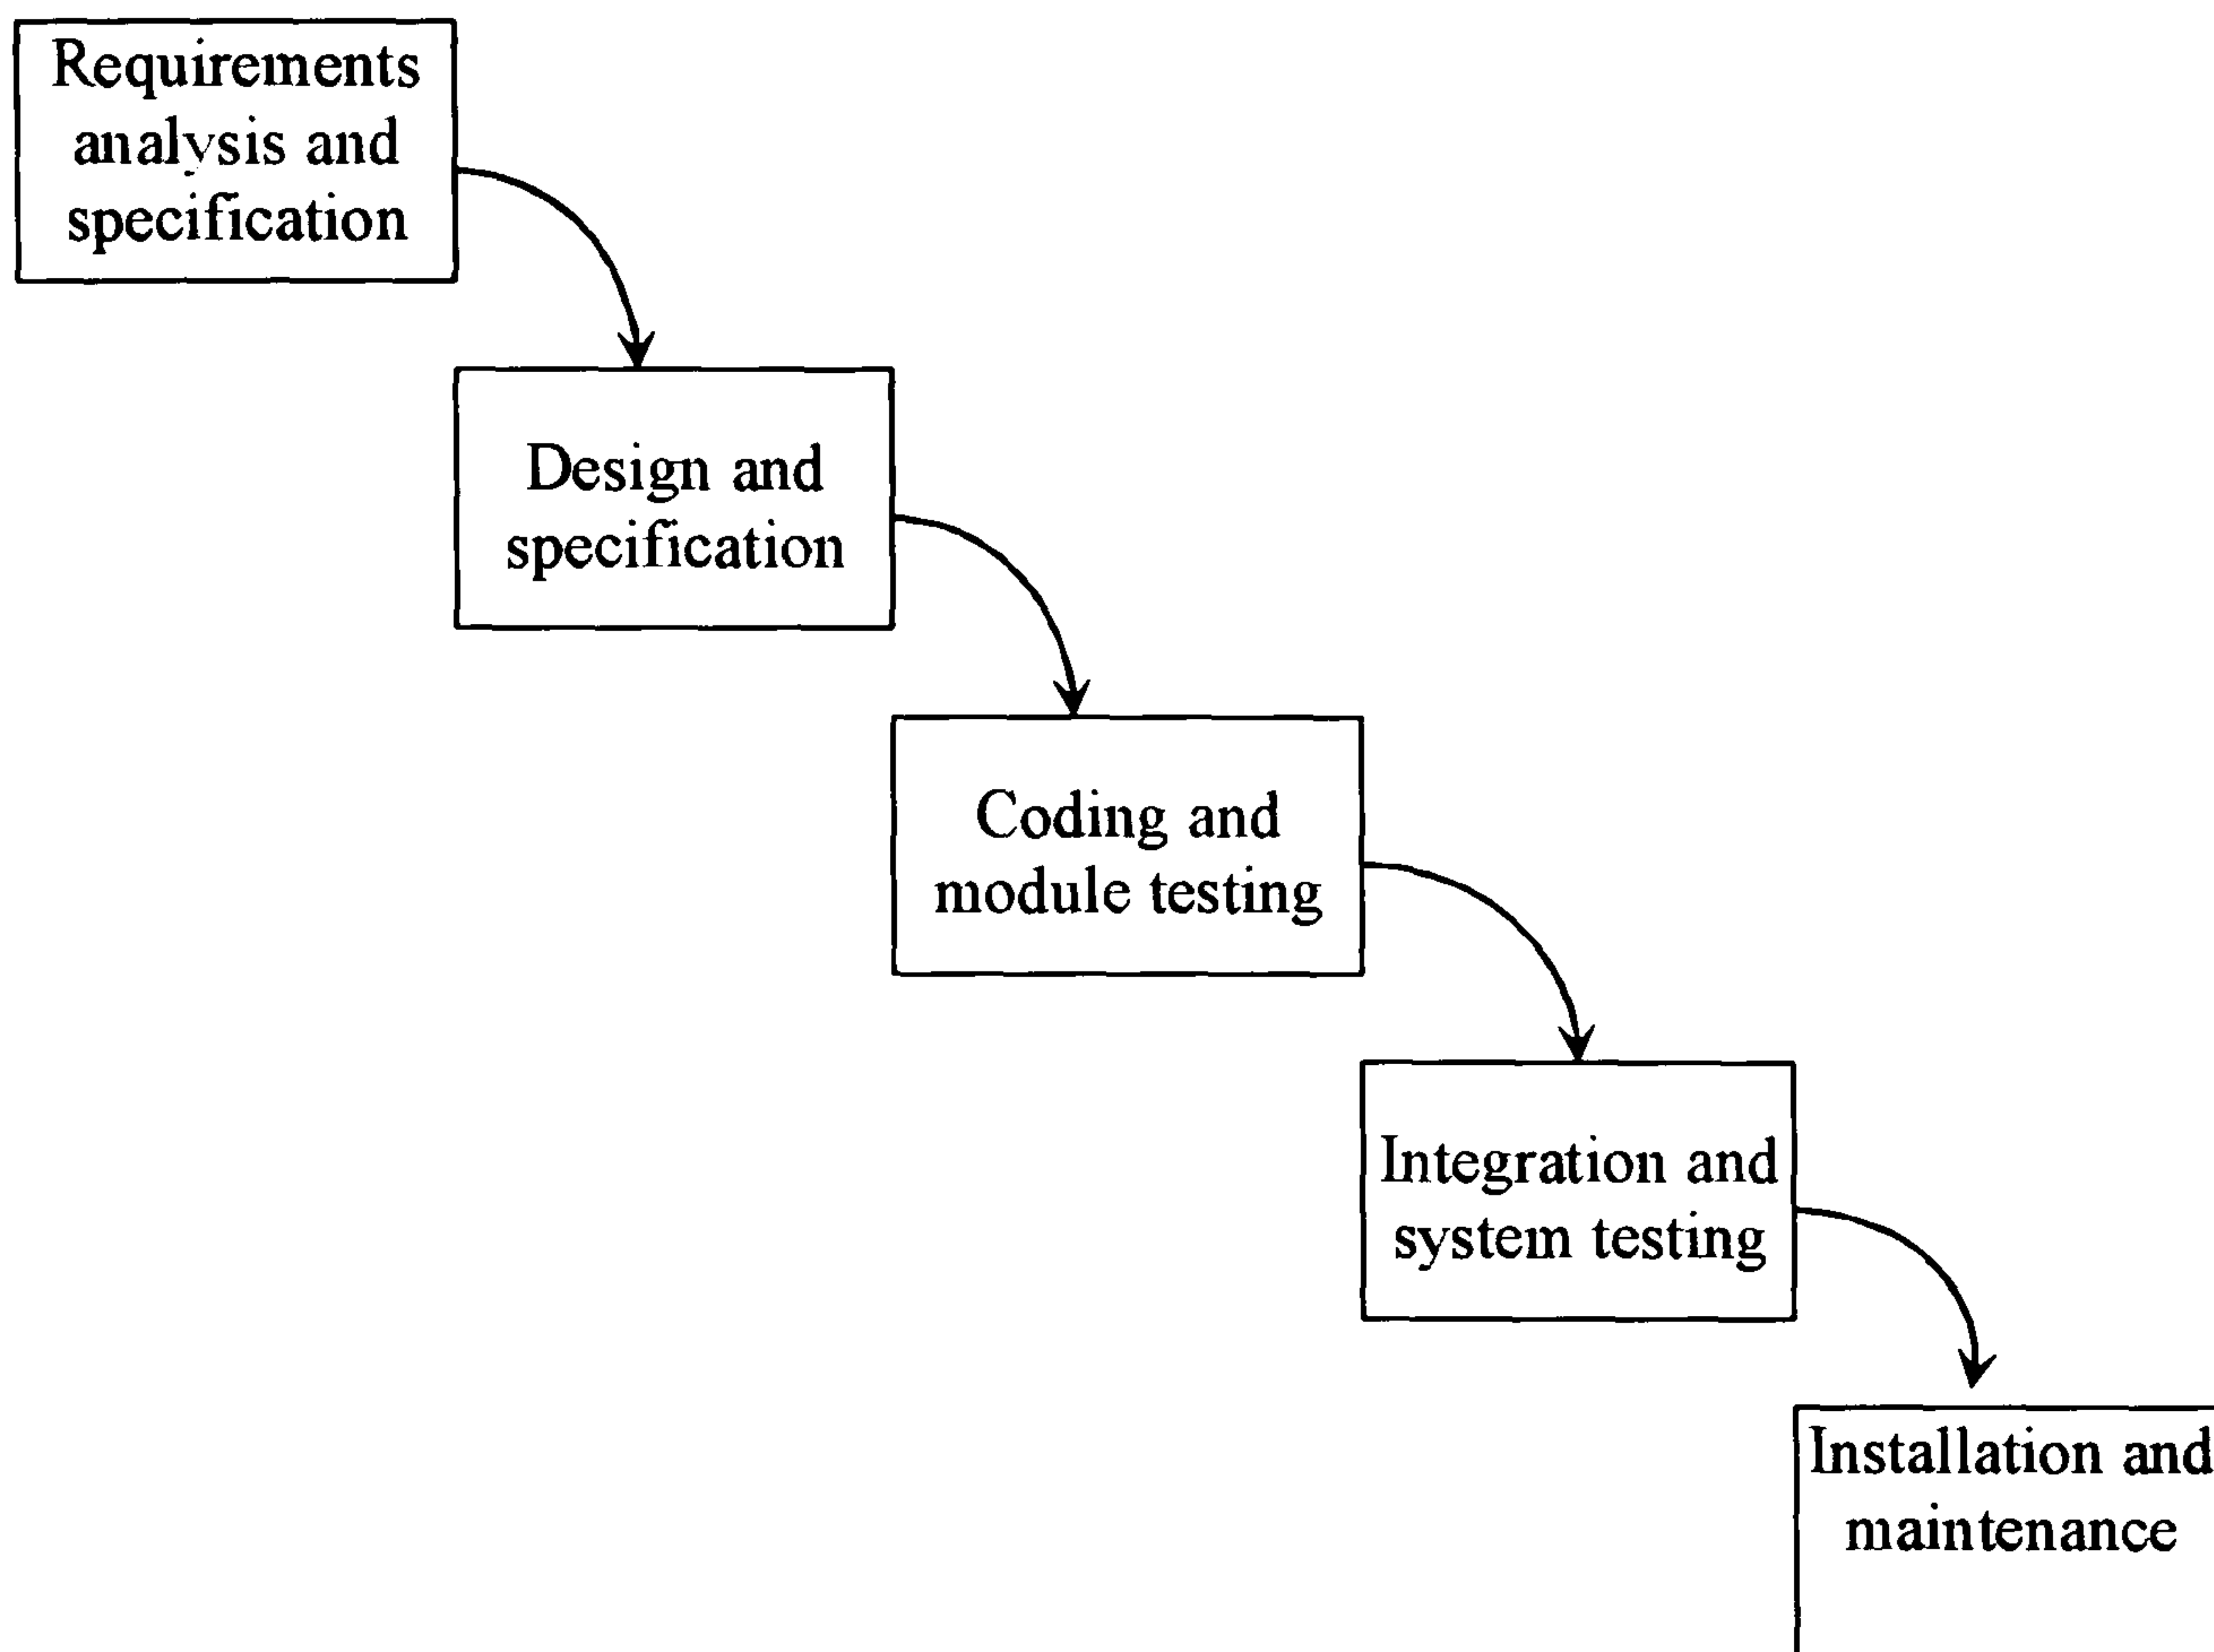 Requirements
analysis and
specification
Design and
specification
Coding and
module testing
Integration and
system testing
Installation and
maintenance